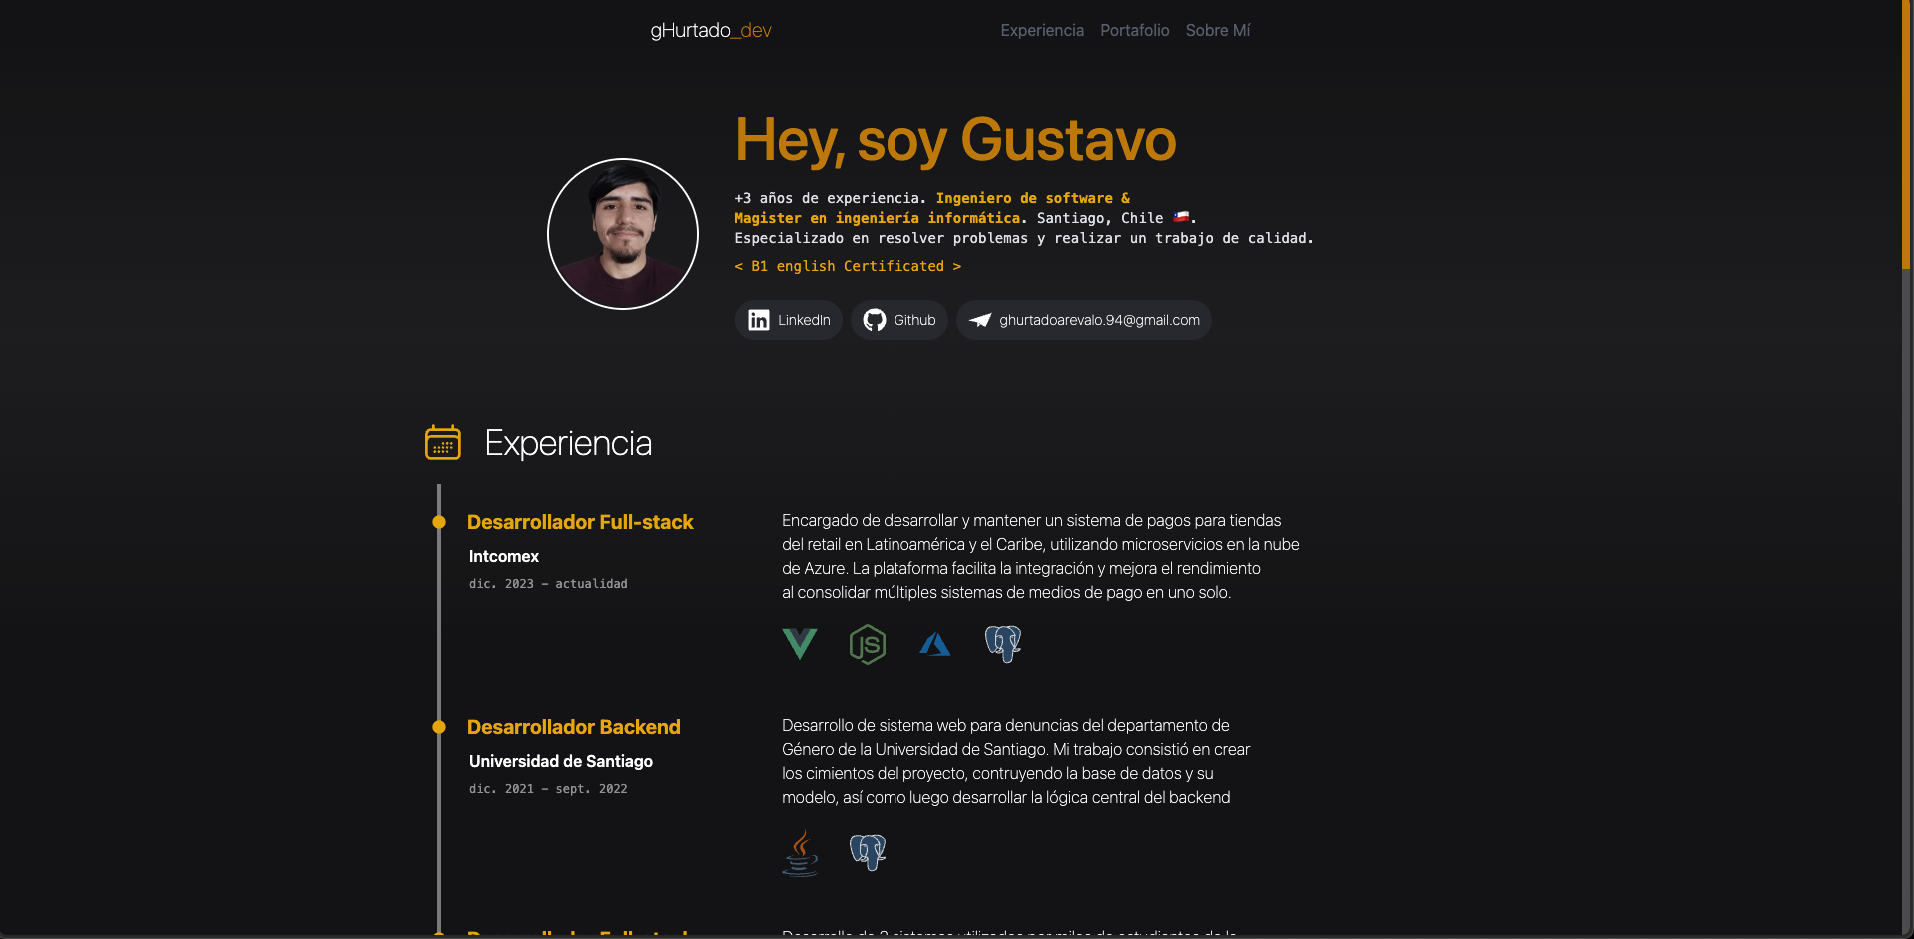 gHurtado_dev
Experiencia Portafolio Sobre Mí
Hey, soy Gustavo
+3 años de experiencia. Ingeniero de software &
Magister en ingeniería informática. Santiago, Chile 🇨🇱.
Especializado en resolver problemas y realizar un trabajo de calidad.
< B1 english Certificated >
LinkedIn
Github
ghurtadoarevalo.94@gmail.com
Experiencia
Desarrollador Full-stack
Intcomex
dic. 2023 – actualidad
Encargado de desarrollar y mantener un sistema de pagos para tiendas
del retail en Latinoamérica y el Caribe, utilizando microservicios en la nube
de Azure. La plataforma facilita la integración y mejora el rendimiento
al consolidar múltiples sistemas de medios de pago en uno solo.
JS
Desarrollador Backend
Universidad de Santiago
dic. 2021 – sept. 2022
Desarrollo de sistema web para denuncias del departamento de
Género de la Universidad de Santiago. Mi trabajo consistió en crear
los cimientos del proyecto, contruyendo la base de datos y su
modelo, así como luego desarrollar la lógica central del backend